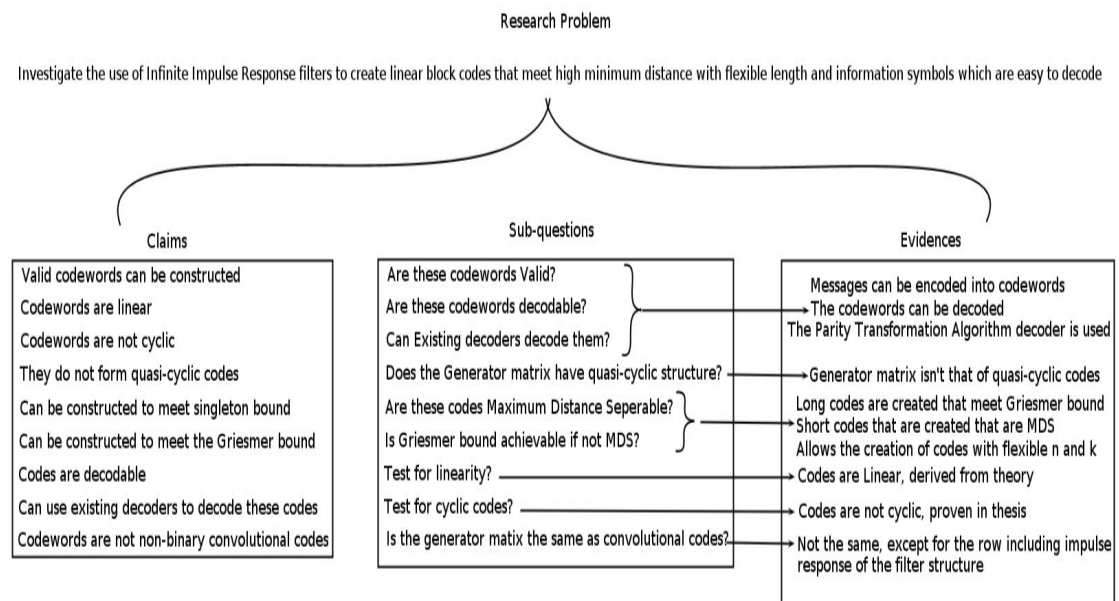 Research Problem
Investigate the use of Infinite Impulse Response filters to create linear block codes that meet high minimum distance with flexible length and information symbols which are easy to decode
Claims
Valid codewords can be constructed
Codewords are linear
Codewords are not cyclic
They do not form quasi-cyclic codes
Can be constructed to meet singleton bound
Can be constructed to meet the Griesmer bound
Codes are decodable
Can use existing decoders to decode these codes
Codewords are not non-binary convolutional codes
Sub-questions
Are these codewords Valid?
Are these codewords decodable?
Can Existing decoders decode them?
Does the Generator matrix have quasi-cyclic structure?
Are these codes Maximum Distance Seperable?
Is Griesmer bound achievable if not MDS?
Test for linearity?
Test for cyclic codes?
Is the generator matix the same as convolutional codes?
Evidences
Messages can be encoded into codewords
The codewords can be decoded
The Parity Transformation Algorithm decoder is used
Generator matrix isn't that of quasi-cyclic codes
Long codes are created that meet Griesmer bound
Short codes that are created that are MDS
Allows the creation of codes with flexible n and k
Codes are Linear, derived from theory
Codes are not cyclic, proven in thesis
Not the same, except for the row including impulse
response of the filter structure